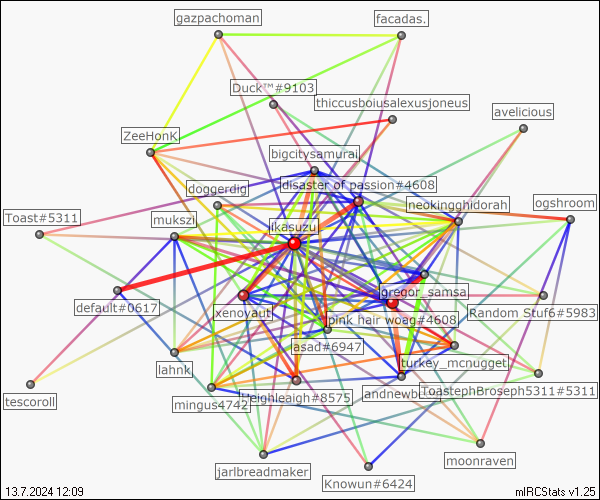 gazpachoman
facadas.
Duck™#9103
thiccusboiusalexusjoneus
avelicious
ZeeHonK
bigcitysamurai
disaster of passion#4608
doggerdig
neokingghidorah
ogshroom
Toast#5311
mukszi
ikasuzu
gregor_samsa
default#0617
xenoyaut
pink hair woag#4608
Random Stuf6#5983
asad#6947
lahnk
turkey_mcnugget
tescoroll
mingus4742
Heighleaigh#8575
ToastephBroseph5311#5311
moonraven
jarlbreadmaker
Knowun#6424
13.7.2024 12:09
mIRCStats v1.25